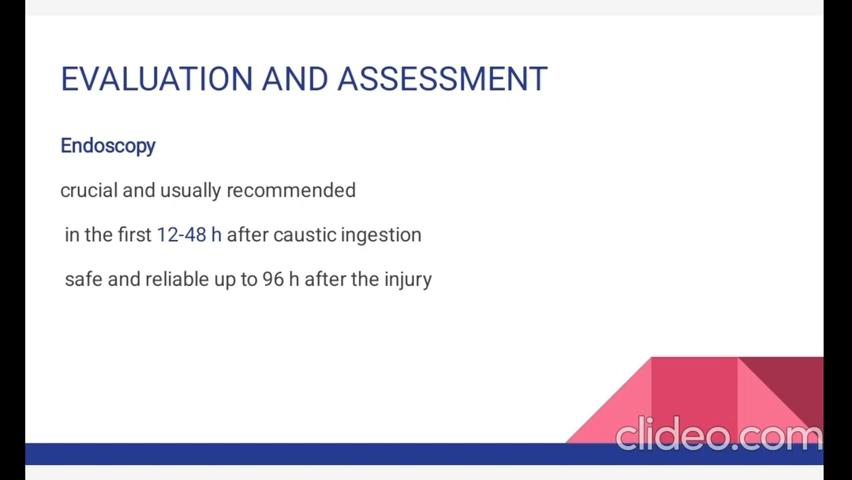 EVALUATION AND ASSESSMENT
Endoscopy
crucial and usually recommended
in the first 12-48 h after caustic ingestion
safe and reliable up to 96 h after the injury
clideo.com